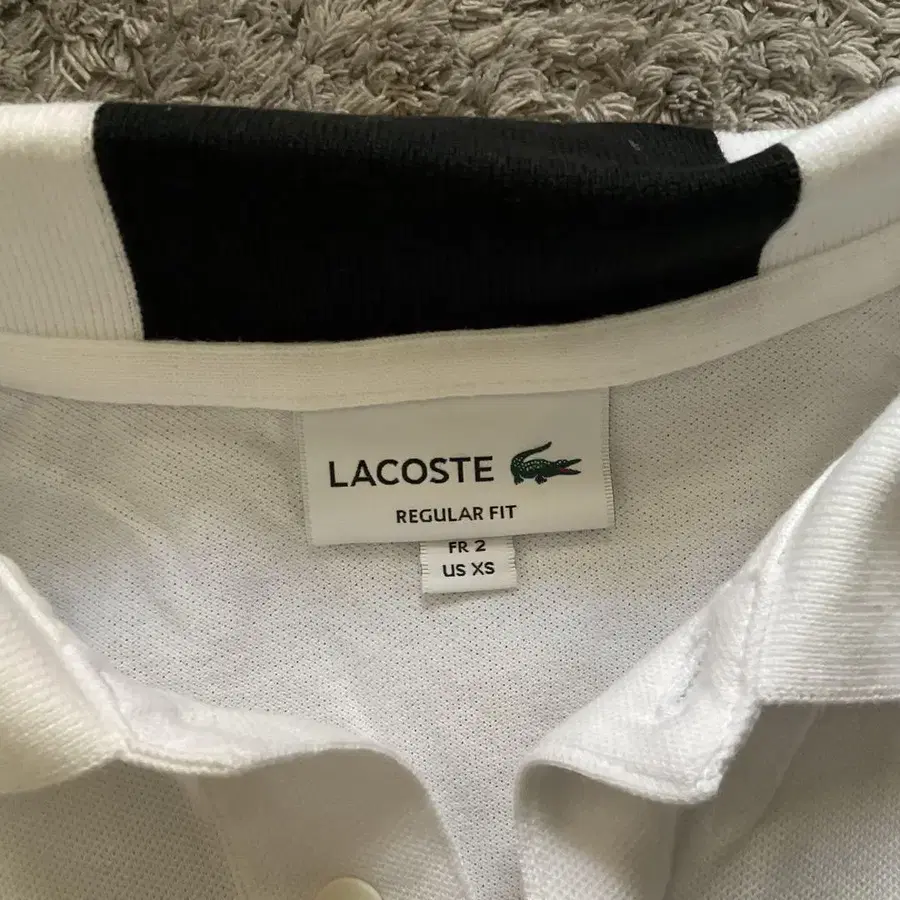 LACOSTE
REGULAR FIT
FR 2
US XS